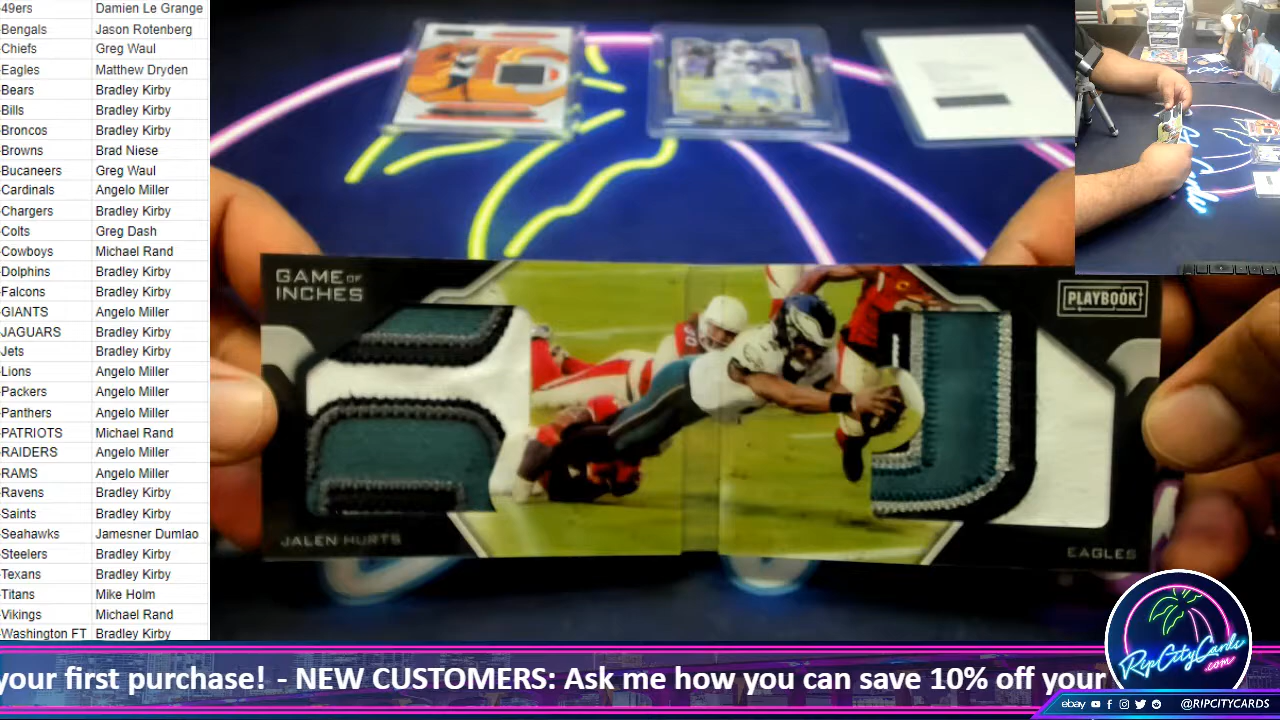 -49ers Damien Le Grange
-Bengals Jason Rotenberg
-Chiefs Greg Waul
-Eagles Matthew Dryden
-Bears Bradley Kirby
-Bills Bradley Kirby
-Broncos Bradley Kirby
-Browns Brad Niese
-Bucaneers Greg Waul
-Cardinals Angelo Miller
-Chargers Bradley Kirby
-Colts Greg Dash
-Cowboys Michael Rand
-Dolphins Bradley Kirby
-Falcons Bradley Kirby
-GIANTS Angelo Miller
-JAGUARS Bradley Kirby
-Jets Bradley Kirby
-Lions Angelo Miller
-Packers Angelo Miller
-Panthers Angelo Miller
-PATRIOTS Michael Rand
-RAIDERS Angelo Miller
-RAMS Angelo Miller
-Ravens Bradley Kirby
-Saints Bradley Kirby
-Seahawks Jamesner Dumlao
-Steelers Bradley Kirby
-Texans Bradley Kirby
-Titans Mike Holm
-Vikings Michael Rand
-Washington FT Bradley Kirby
GAME OF
INCHES
PLAYBOOK
JALEN HURTS
EAGLES
your first purchase! - NEW CUSTOMERS: Ask me how you can save 10% off your
RipCityCards
.com
ebay @RIPCITYCARDS